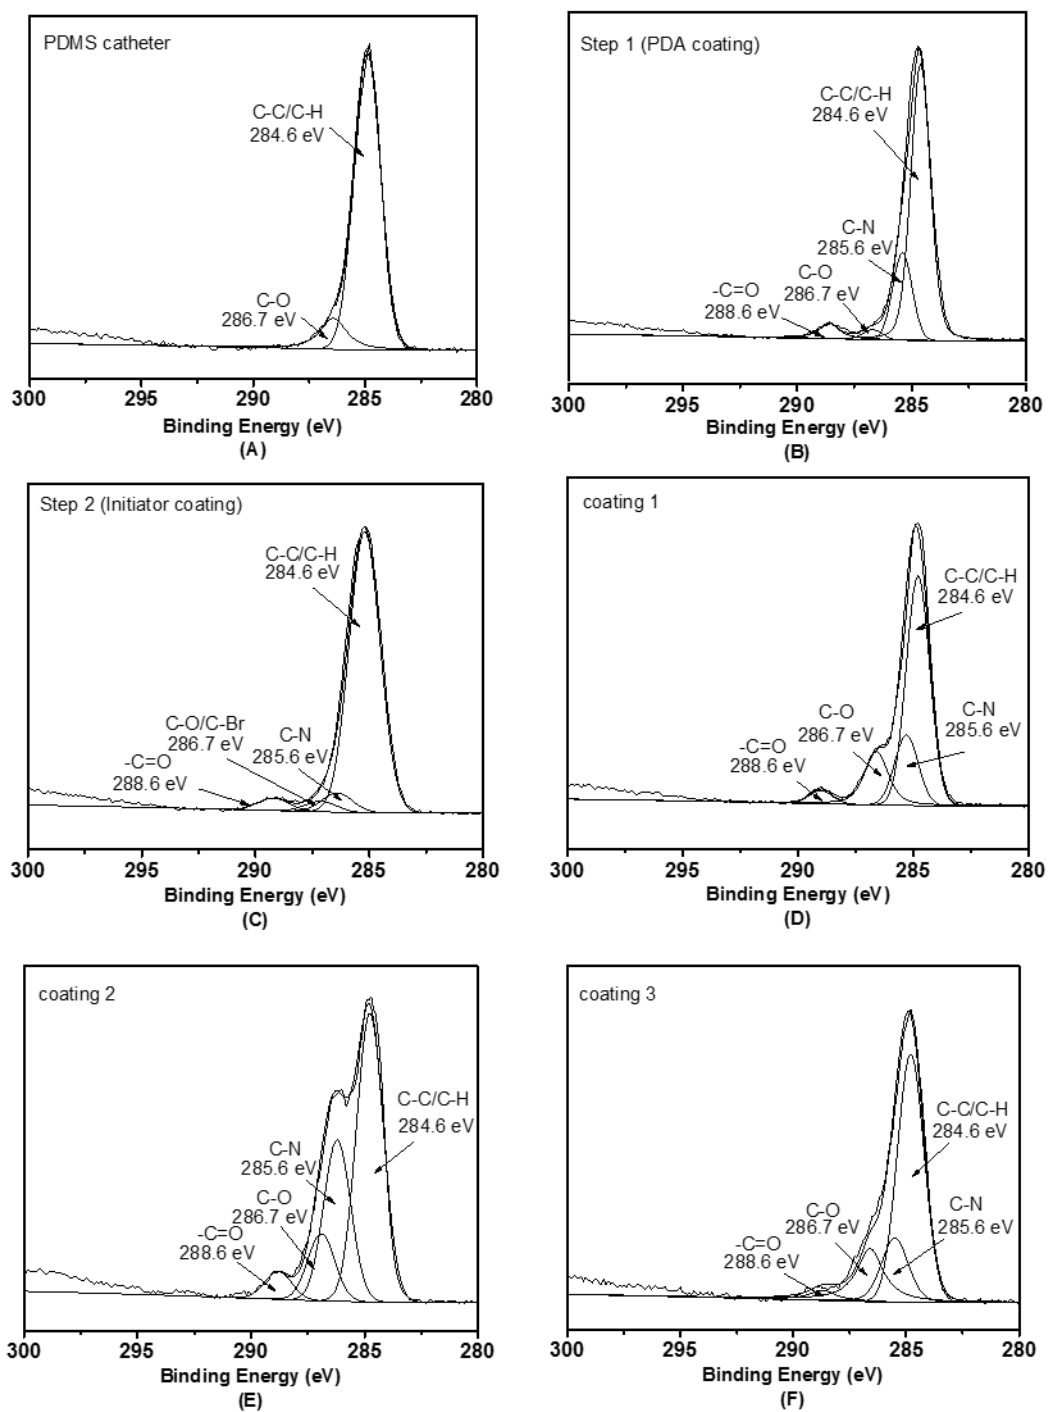 PDMS catheter
C-C/C-H
284.6 eV
C-O
286.7 eV
300 295 290 285 280
Binding Energy (eV)
(A)
Step 1 (PDA coating)
C-C/C-H
284.6 eV
C-N
285.6 eV
C-O
286.7 eV
-C=O
288.6 eV
300 295 290 285 280
Binding Energy (eV)
(B)
Step 2 (Initiator coating)
C-C/C-H
284.6 eV
C-O/C-Br
286.7 eV
C-N
285.6 eV
-C=O
288.6 eV
300 295 290 285 280
Binding Energy (eV)
(C)
coating 1
C-C/C-H
284.6 eV
C-O
286.7 eV
C-N
285.6 eV
-C=O
288.6 eV
300 295 290 285 280
Binding Energy (eV)
(D)
coating 2
C-C/C-H
284.6 eV
C-N
285.6 eV
C-O
286.7 eV
-C=O
288.6 eV
300 295 290 285 280
Binding Energy (eV)
(E)
coating 3
C-C/C-H
284.6 eV
C-O
286.7 eV
C-N
285.6 eV
-C=O
288.6 eV
300 295 290 285 280
Binding Energy (eV)
(F)